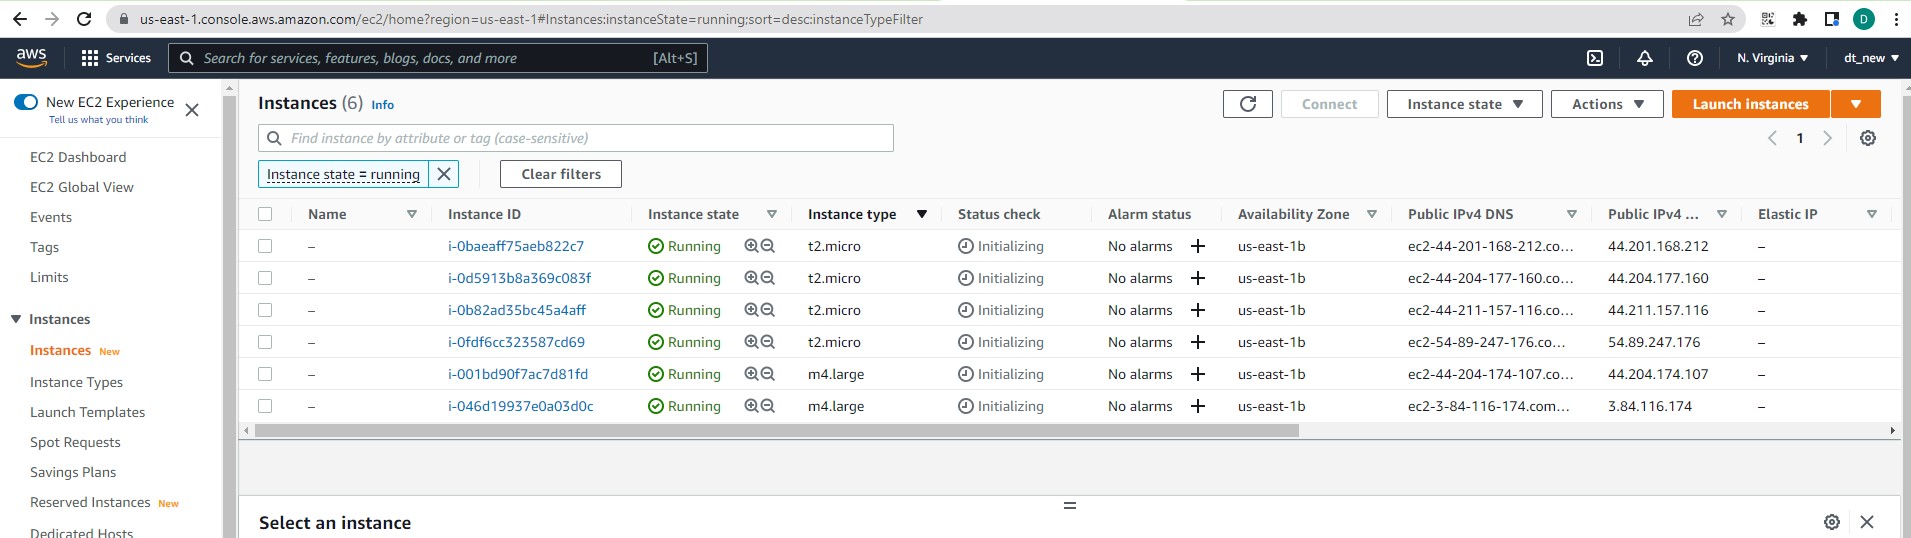 us-east-1.console.aws.amazon.com/ec2/home?region=us-east-1#Instances:instanceState=running;sort=desc:instanceTypeFilter
D
aws Services Search for services, features, blogs, docs, and more [Alt+S] N. Virginia dt_new
New EC2 Experience
Tell us what you think
EC2 Dashboard
EC2 Global View
Events
Tags
Limits
Instances
Instances New
Instance Types
Launch Templates
Spot Requests
Savings Plans
Reserved Instances New
Dedicated Hosts
Instances (6) Info
Connect Instance state Actions Launch instances
Find instance by attribute or tag (case-sensitive)
1
Instance state = running Clear filters
Name Instance ID Instance state Instance type Status check Alarm status Availability Zone Public IPv4 DNS Public IPv4 ... Elastic IP
– i-0baeaff75aeb822c7 Running t2.micro Initializing No alarms + us-east-1b ec2-44-201-168-212.co... 44.201.168.212 –
– i-0d5913b8a369c083f Running t2.micro Initializing No alarms + us-east-1b ec2-44-204-177-160.co... 44.204.177.160 –
– i-0b82ad35bc45a4aff Running t2.micro Initializing No alarms + us-east-1b ec2-44-211-157-116.co... 44.211.157.116 –
– i-0fdf6cc323587cd69 Running t2.micro Initializing No alarms + us-east-1b ec2-54-89-247-176.co... 54.89.247.176 –
– i-001bd90f7ac7d81fd Running m4.large Initializing No alarms + us-east-1b ec2-44-204-174-107.co... 44.204.174.107 –
– i-046d19937e0a03d0c Running m4.large Initializing No alarms + us-east-1b ec2-3-84-116-174.com... 3.84.116.174 –
Select an instance